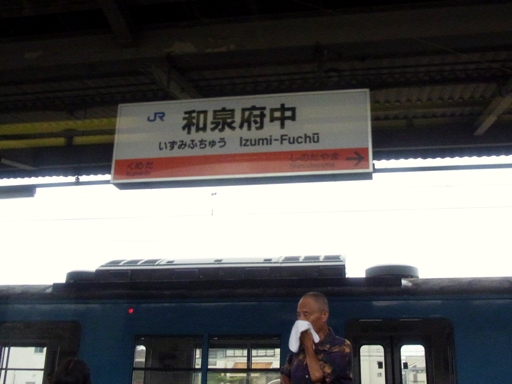 JR 和泉府中
いずみふちゅう Izumi-Fuchū
くめだ しのだやま